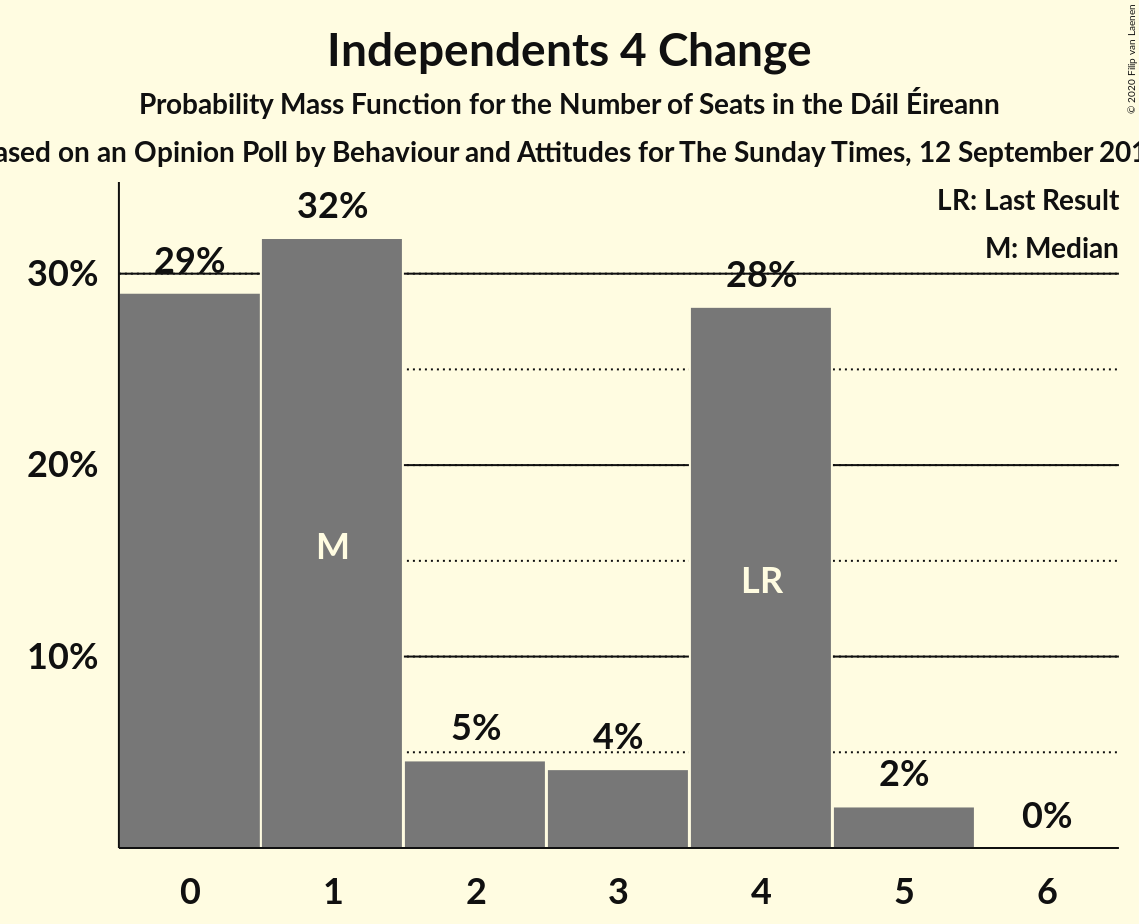 Independents 4 Change
Probability Mass Function for the Number of Seats in the Dáil Éireann
on an Opinion Poll by Behaviour and Attitudes for The Sunday Times, 12 September
© 2020 Filip van Laenen
LR: Last Result
M: Median
32%
29%
28%
30%
20%
M
LR
10%
5%
4%
2%
0%
0 1 2 3 4 5 6